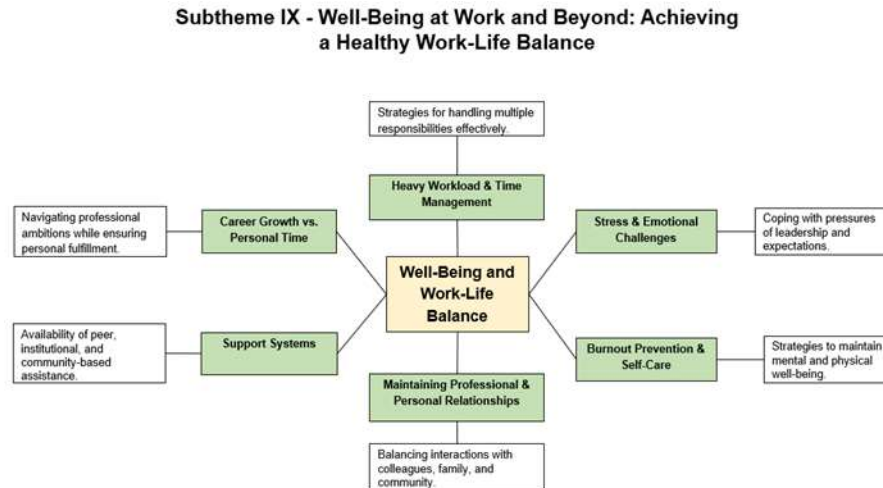 Subtheme IX - Well-Being at Work and Beyond: Achieving
a Healthy Work-Life Balance
Strategies for handling multiple
responsibilities effectively.
Heavy Workload & Time
Management
Navigating professional
ambitions while ensuring
personal fulfillment.
Career Growth vs.
Personal Time
Stress & Emotional
Challenges
Coping with pressures
of leadership and
expectations.
Well-Being and
Work-Life
Balance
Availability of peer,
institutional, and
community-based
assistance.
Support Systems
Burnout Prevention &
Self-Care
Strategies to maintain
mental and physical
well-being.
Maintaining Professional &
Personal Relationships
Balancing interactions with
colleagues, family, and
community.